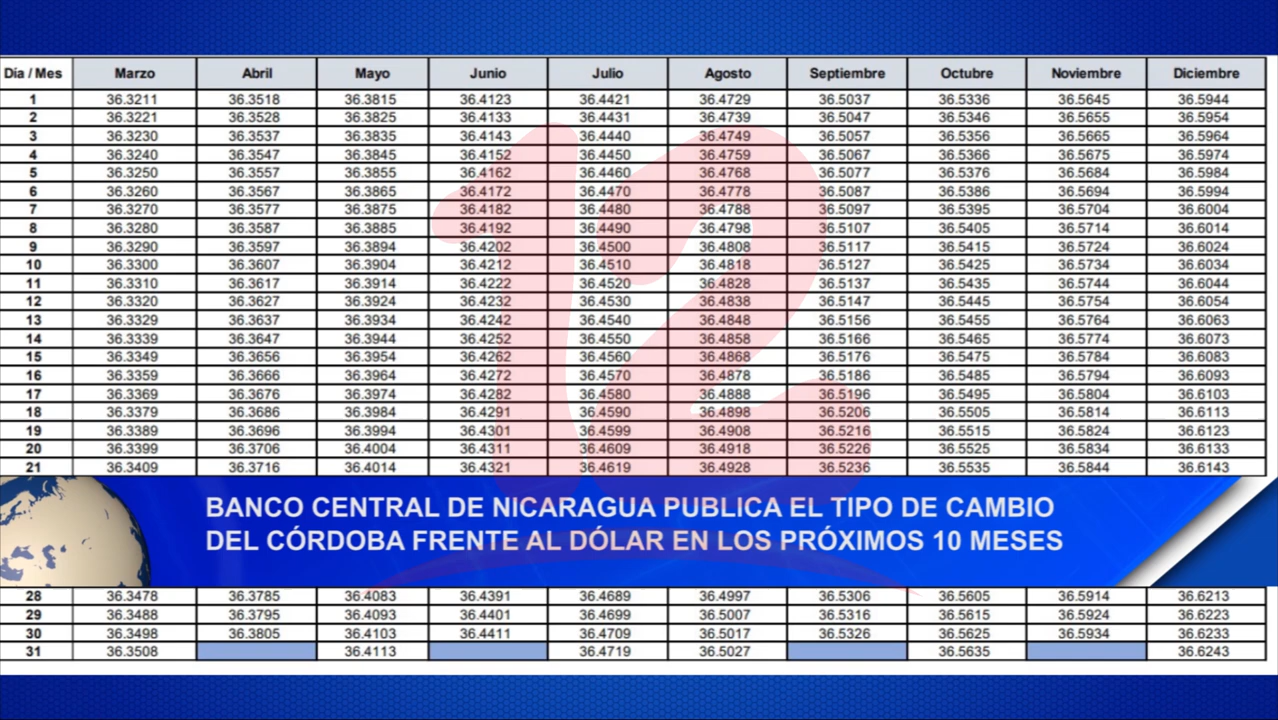 Día / Mes Marzo Abril Mayo Junio Julio Agosto Septiembre Octubre Noviembre Diciembre
1 36.3211 36.3518 36.3815 36.4123 36.4421 36.4729 36.5037 36.5336 36.5645 36.5944
2 36.3221 36.3528 36.3825 36.4133 36.4431 36.4739 36.5047 36.5346 36.5655 36.5954
3 36.3230 36.3537 36.3835 36.4143 36.4440 36.4749 36.5057 36.5356 36.5665 36.5964
4 36.3240 36.3547 36.3845 36.4152 36.4450 36.4759 36.5067 36.5366 36.5675 36.5974
5 36.3250 36.3557 36.3855 36.4162 36.4460 36.4768 36.5077 36.5376 36.5684 36.5984
6 36.3260 36.3567 36.3865 36.4172 36.4470 36.4778 36.5087 36.5386 36.5694 36.5994
7 36.3270 36.3577 36.3875 36.4182 36.4480 36.4788 36.5097 36.5395 36.5704 36.6004
8 36.3280 36.3587 36.3885 36.4192 36.4490 36.4798 36.5107 36.5405 36.5714 36.6014
9 36.3290 36.3597 36.3894 36.4202 36.4500 36.4808 36.5117 36.5415 36.5724 36.6024
10 36.3300 36.3607 36.3904 36.4212 36.4510 36.4818 36.5127 36.5425 36.5734 36.6034
11 36.3310 36.3617 36.3914 36.4222 36.4520 36.4828 36.5137 36.5435 36.5744 36.6044
12 36.3320 36.3627 36.3924 36.4232 36.4530 36.4838 36.5147 36.5445 36.5754 36.6054
13 36.3329 36.3637 36.3934 36.4242 36.4540 36.4848 36.5156 36.5455 36.5764 36.6063
14 36.3339 36.3647 36.3944 36.4252 36.4550 36.4858 36.5166 36.5465 36.5774 36.6073
15 36.3349 36.3656 36.3954 36.4262 36.4560 36.4868 36.5176 36.5475 36.5784 36.6083
16 36.3359 36.3666 36.3964 36.4272 36.4570 36.4878 36.5186 36.5485 36.5794 36.6093
17 36.3369 36.3676 36.3974 36.4282 36.4580 36.4888 36.5196 36.5495 36.5804 36.6103
18 36.3379 36.3686 36.3984 36.4291 36.4590 36.4898 36.5206 36.5505 36.5814 36.6113
19 36.3389 36.3696 36.3994 36.4301 36.4599 36.4908 36.5216 36.5515 36.5824 36.6123
20 36.3399 36.3706 36.4004 36.4311 36.4609 36.4918 36.5226 36.5525 36.5834 36.6133
21 36.3409 36.3716 36.4014 36.4321 36.4619 36.4928 36.5236 36.5535 36.5844 36.6143
12
BANCO CENTRAL DE NICARAGUA PUBLICA EL TIPO DE CAMBIO
DEL CÓRDOBA FRENTE AL DÓLAR EN LOS PRÓXIMOS 10 MESES
28 36.3478 36.3785 36.4083 36.4391 36.4689 36.4997 36.5306 36.5605 36.5914 36.6213
29 36.3488 36.3795 36.4093 36.4401 36.4699 36.5007 36.5316 36.5615 36.5924 36.6223
30 36.3498 36.3805 36.4103 36.4411 36.4709 36.5017 36.5326 36.5625 36.5934 36.6233
31 36.3508 36.4113 36.4719 36.5027 36.5635 36.6243